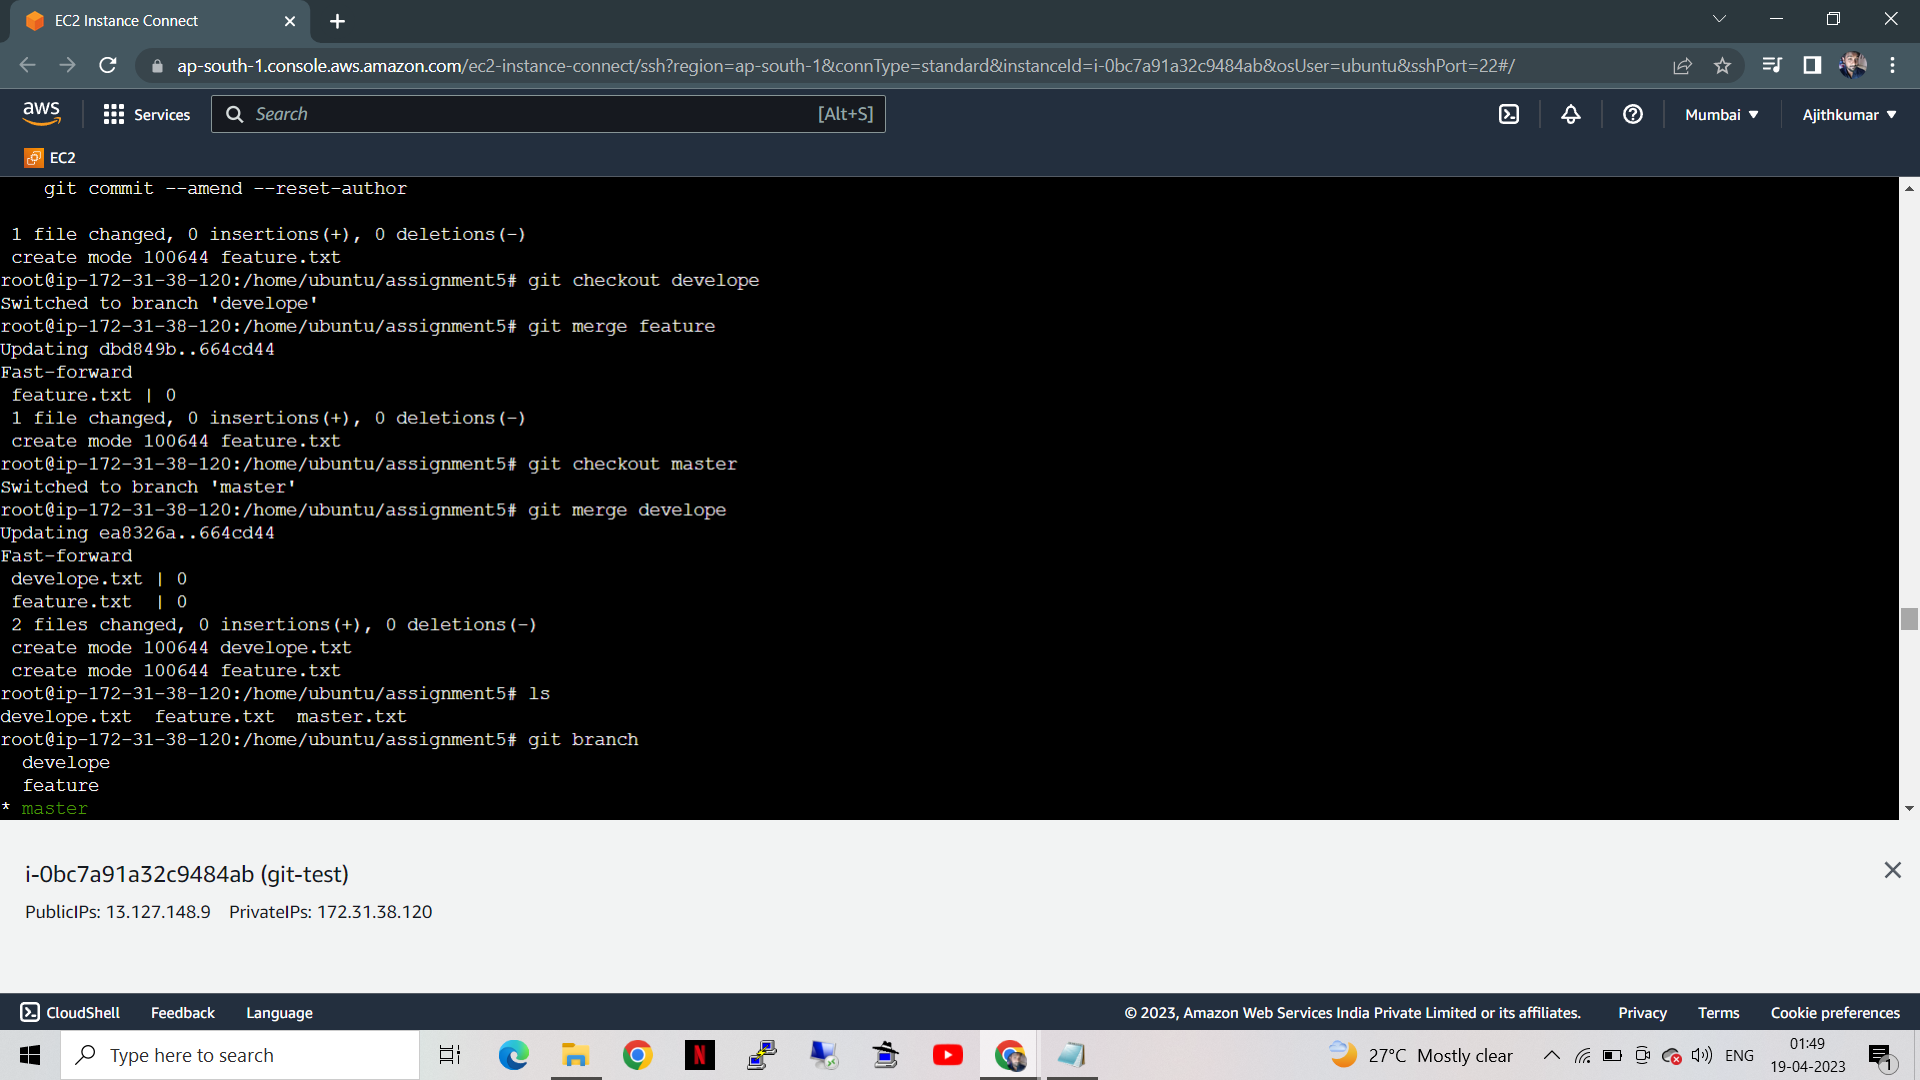 EC2 Instance Connect
ap-south-1.console.aws.amazon.com/ec2-instance-connect/ssh?region=ap-south-1&connType=standard&instanceId=i-0bc7a91a32c9484ab&osUser=ubuntu&sshPort=22#/
aws Services Search [Alt+S] Mumbai Ajithkumar
EC2
git commit --amend --reset-author
1 file changed, 0 insertions(+), 0 deletions(-)
create mode 100644 feature.txt
root@ip-172-31-38-120:/home/ubuntu/assignment5# git checkout develope
Switched to branch 'develope'
root@ip-172-31-38-120:/home/ubuntu/assignment5# git merge feature
Updating dbd849b..664cd44
Fast-forward
feature.txt | 0
1 file changed, 0 insertions(+), 0 deletions(-)
create mode 100644 feature.txt
root@ip-172-31-38-120:/home/ubuntu/assignment5# git checkout master
Switched to branch 'master'
root@ip-172-31-38-120:/home/ubuntu/assignment5# git merge develope
Updating ea8326a..664cd44
Fast-forward
develope.txt | 0
feature.txt  | 0
2 files changed, 0 insertions(+), 0 deletions(-)
create mode 100644 develope.txt
create mode 100644 feature.txt
root@ip-172-31-38-120:/home/ubuntu/assignment5# ls
develope.txt  feature.txt  master.txt
root@ip-172-31-38-120:/home/ubuntu/assignment5# git branch
develope
feature
* master
i-0bc7a91a32c9484ab (git-test)
PublicIPs: 13.127.148.9 PrivateIPs: 172.31.38.120
CloudShell Feedback Language © 2023, Amazon Web Services India Private Limited or its affiliates. Privacy Terms Cookie preferences
Type here to search N 27°C Mostly clear ENG 01:49
19-04-2023 1